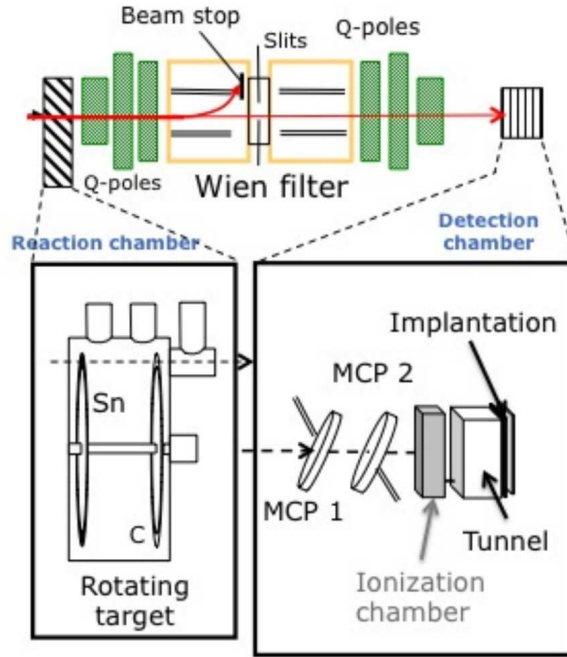 Beam stop
Slits
Q-poles
Q-poles
Wien filter
Reaction chamber
Detection
chamber
Sn
C
Rotating
target
Implantation
MCP 2
MCP 1
Tunnel
Ionization
chamber